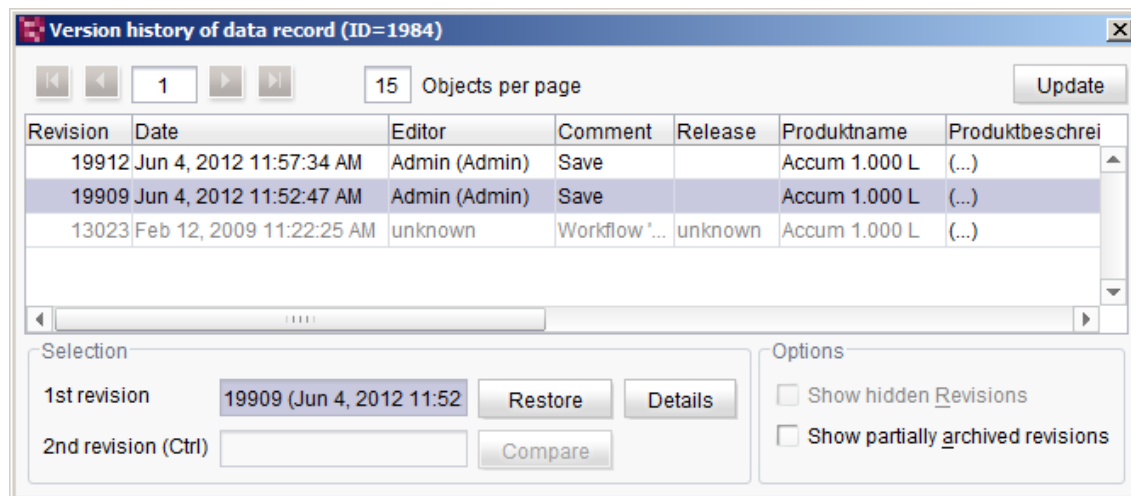 Version history of data record (ID=1984)
1 15 Objects per page Update
Revision Date Editor Comment Release Produktname Produktbeschrei
19912 Jun 4, 2012 11:57:34 AM Admin (Admin) Save Accum 1.000 L (...)
19909 Jun 4, 2012 11:52:47 AM Admin (Admin) Save Accum 1.000 L (...)
13023 Feb 12, 2009 11:22:25 AM unknown Workflow '... unknown Accum 1.000 L (...)
Selection Options
1st revision 19909 (Jun 4, 2012 11:52 Restore Details Show hidden Revisions
2nd revision (Ctrl) Compare Show partially archived revisions